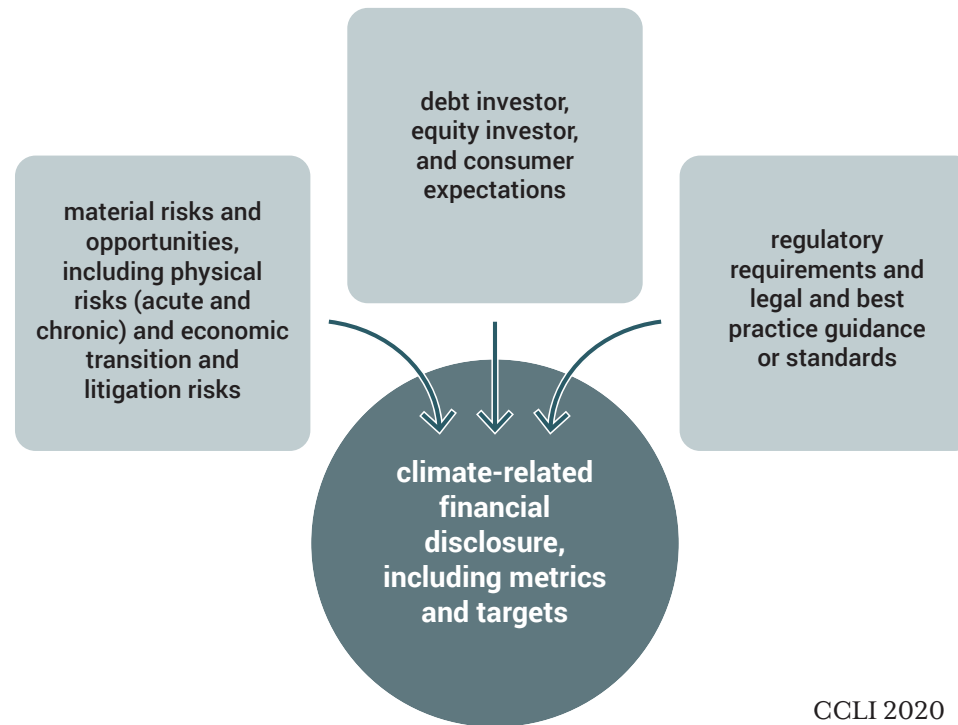 material risks and
opportunities,
including physical
risks (acute and
chronic) and economic
transition and
litigation risks
debt investor,
equity investor,
and consumer
expectations
regulatory
requirements and
legal and best
practice guidance
or standards
climate-related
financial
disclosure,
including metrics
and targets
CCLI 2020